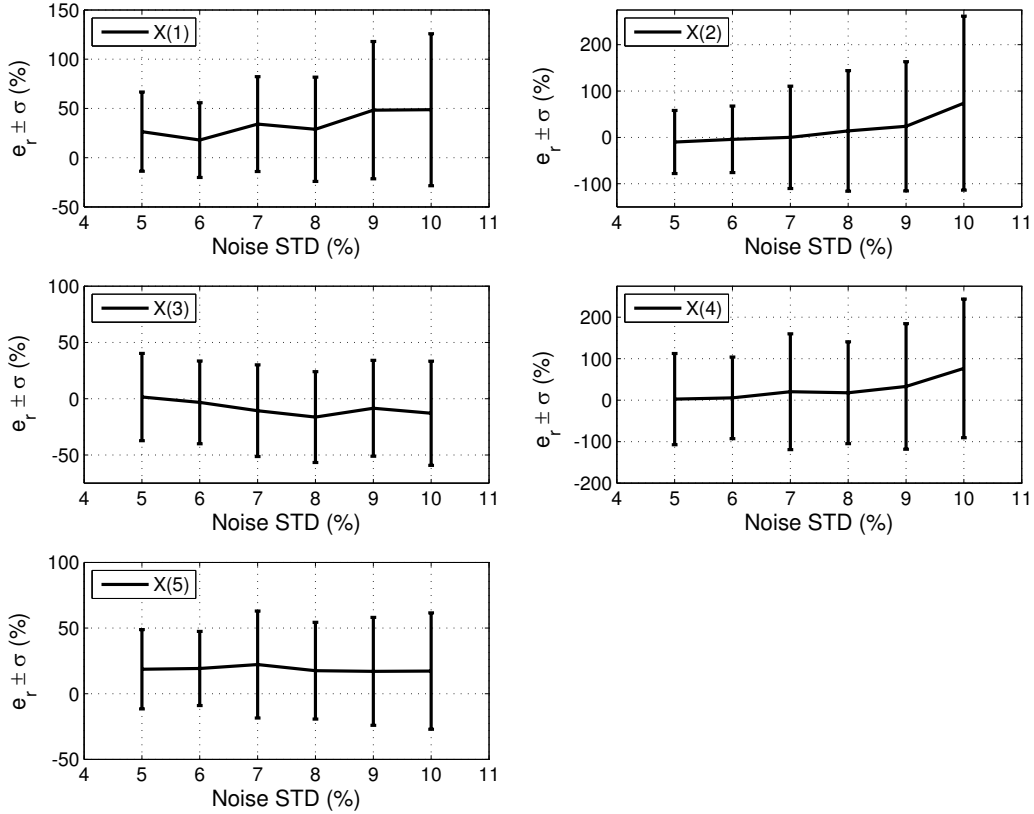 150
100
50
0
-50
e_r ± σ (%)
X(1)
4 5 6 7 8 9 10 11
Noise STD (%)
200
100
0
-100
e_r ± σ (%)
X(2)
4 5 6 7 8 9 10 11
Noise STD (%)
100
50
0
-50
e_r ± σ (%)
X(3)
4 5 6 7 8 9 10 11
Noise STD (%)
200
100
0
-100
-200
e_r ± σ (%)
X(4)
4 5 6 7 8 9 10 11
Noise STD (%)
100
50
0
-50
e_r ± σ (%)
X(5)
4 5 6 7 8 9 10 11
Noise STD (%)